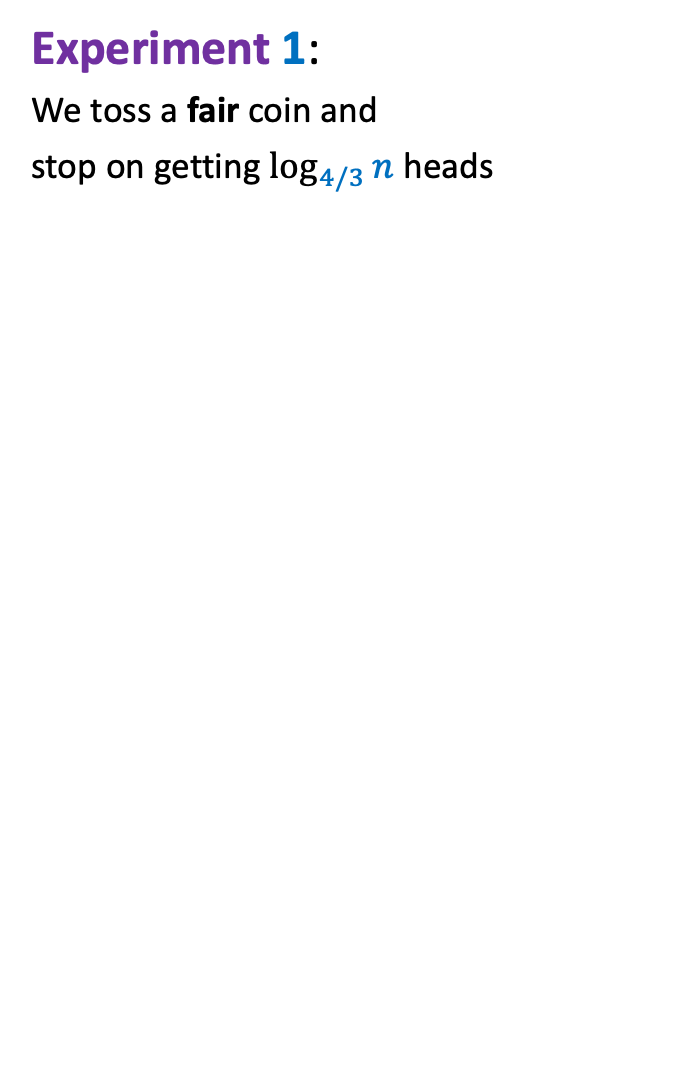 Experiment 1:
We toss a fair coin and
stop on getting log₄/₃ n heads